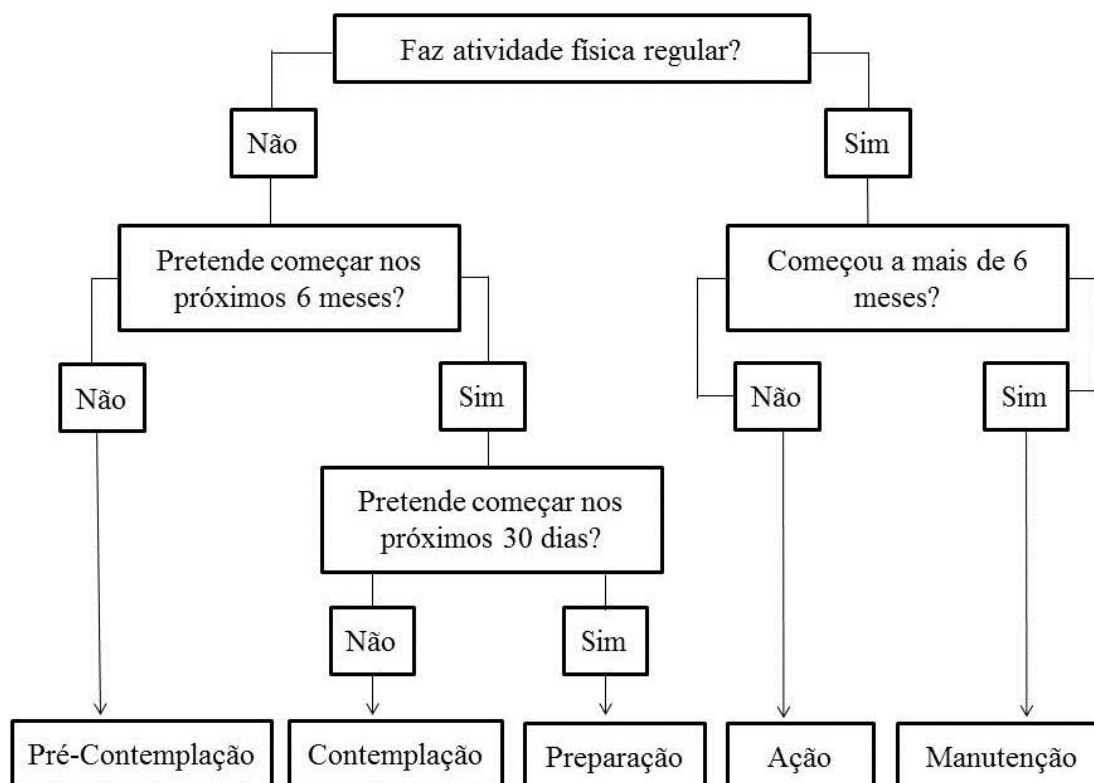 Faz atividade física regular?
Não
Sim
Pretende começar nos
próximos 6 meses?
Começou a mais de 6
meses?
Não
Sim
Não
Sim
Pretende começar nos
próximos 30 dias?
Não
Sim
Pré-Contemplação
Contemplação
Preparação
Ação
Manutenção